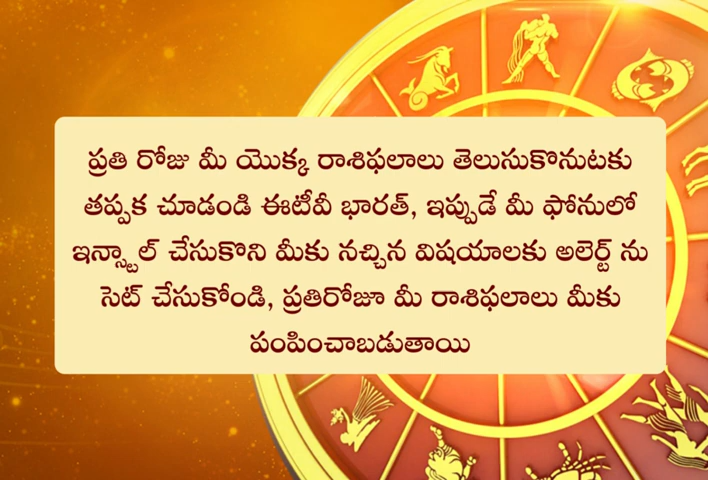 ప్రతి రోజు మీ యొక్క రాశిఫలాలు తెలుసుకొనుటకు
తప్పక చూడండి ఈటీవీ భారత్, ఇప్పుడే మీ ఫోనులో
ఇన్స్టాల్ చేసుకొని మీకు నచ్చిన విషయాలకు అలెర్ట్ ను
సెట్ చేసుకోండి, ప్రతిరోజూ మీ రాశిఫలాలు మీకు
పంపించాబడుతాయి